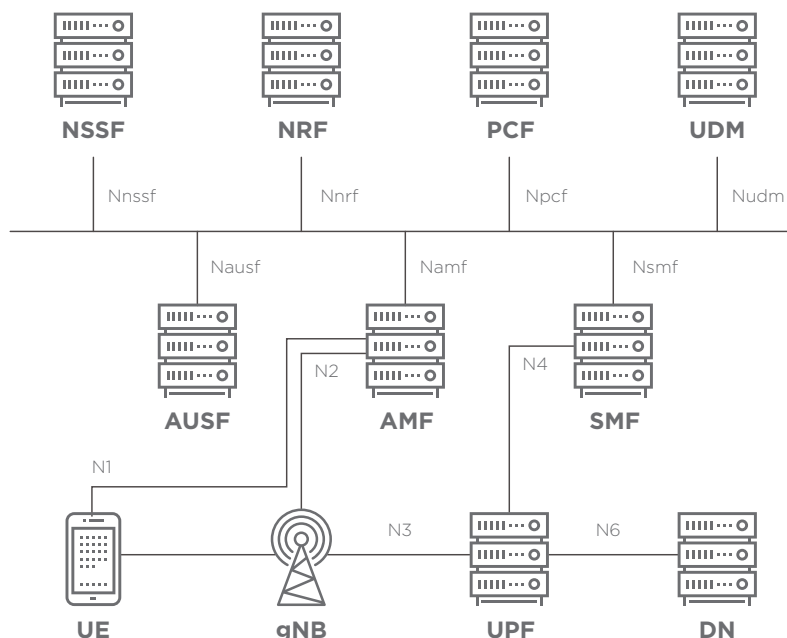 NSSF NRF PCF UDM
Nnssf Nnrf Npcf Nudm
Nausf Namf Nsmf
N2 N4
AUSF AMF SMF
N1
N3 N6
UE gNB UPF DN